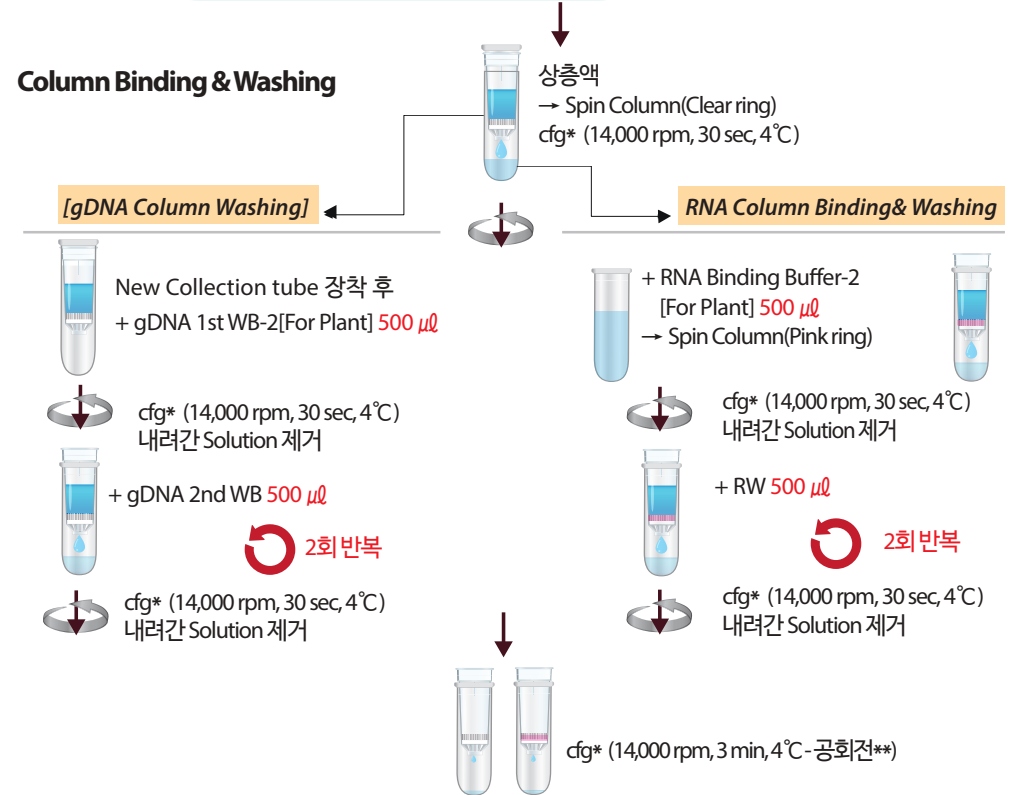 Column Binding & Washing
상층액
→ Spin Column(Clear ring)
cfg* (14,000 rpm, 30 sec, 4℃)
[gDNA Column Washing]
New Collection tube 장착 후
+ gDNA 1st WB-2[For Plant] 500 μl
cfg* (14,000 rpm, 30 sec, 4℃)
내려간 Solution 제거
+ gDNA 2nd WB 500 μl
2회 반복
cfg* (14,000 rpm, 30 sec, 4℃)
내려간 Solution 제거
RNA Column Binding& Washing
+ RNA Binding Buffer-2
[For Plant] 500 μl
→ Spin Column(Pink ring)
cfg* (14,000 rpm, 30 sec, 4℃)
내려간 Solution 제거
+ RW 500 μl
2회 반복
cfg* (14,000 rpm, 30 sec, 4℃)
내려간 Solution 제거
cfg* (14,000 rpm, 3 min, 4℃-공회전**)